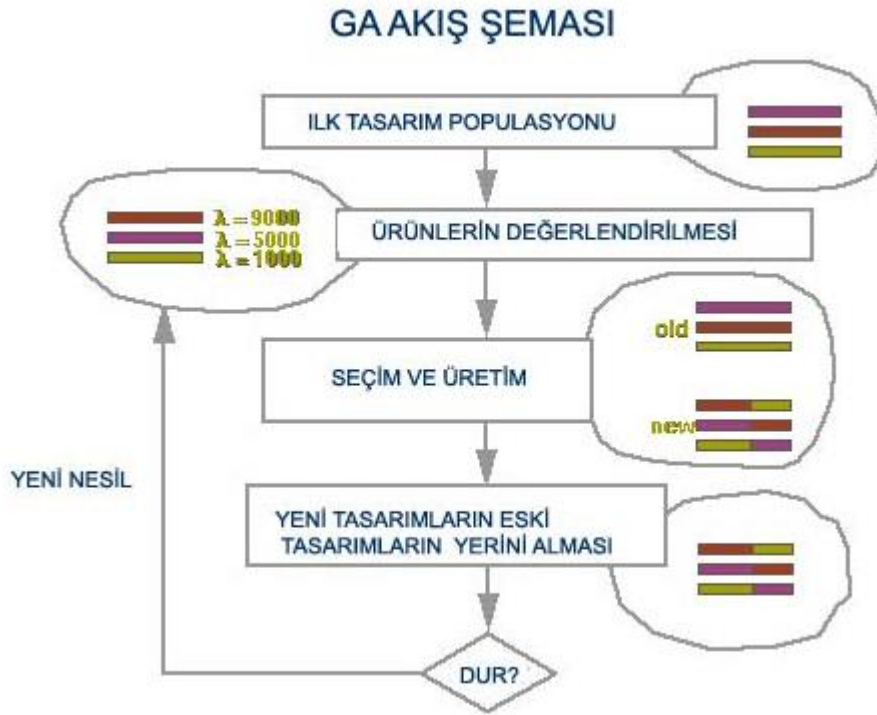 GA AKIŞ ŞEMASI
ILK TASARIM POPULASYONU
λ=9000
λ=5000
λ=1000
ÜRÜNLERİN DEĞERLENDİRİLMESİ
old
SEÇİM VE ÜRETİM
new
YENİ NESİL
YENİ TASARIMLARIN ESKİ
TASARIMLARIN YERİNİ ALMASI
DUR?